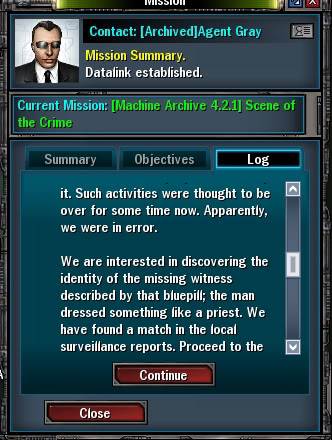 Mission
Contact: [Archived]Agent Gray
Mission Summary.
Datalink established.
Current Mission: [Machine Archive 4.2.1] Scene of
the Crime
Summary
Objectives
Log
it. Such activities were thought to be
over for some time now. Apparently,
we were in error.
We are interested in discovering the
identity of the missing witness
described by that bluepill; the man
dressed something like a priest. We
have found a match in the local
surveillance reports. Proceed to the
Continue
Close